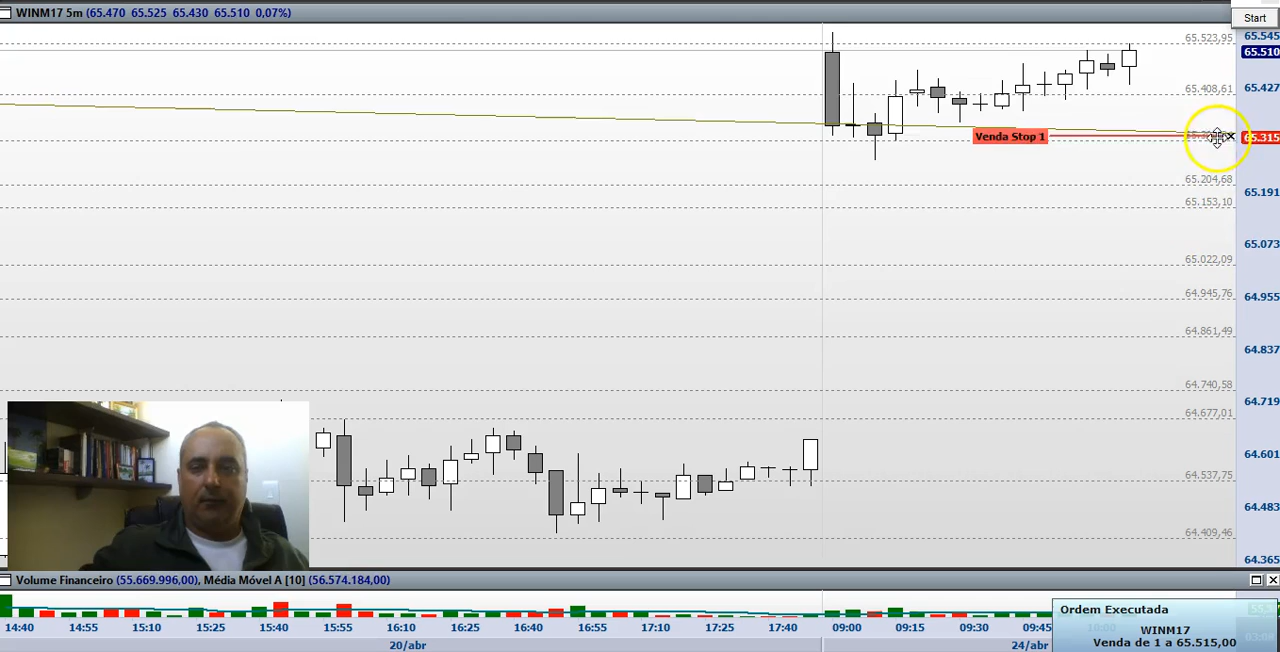 WINM17 5m (65.470 65.525 65.430 65.510 0,07%)
Start
65.523,95
65.545
65.510
65.408,61
65.427
Venda Stop 1
65.315
65.204,68
65.191
65.153,10
65.073
65.022,09
64.945,76
64.955
64.861,49
64.837
64.740,58
64.719
64.677,01
64.601
64.537,75
64.483
64.409,46
64.365
Volume Financeiro (55.669.996,00), Média Móvel A [10] (56.574.184,00)
Ordem Executada
WINM17
Venda de 1 a 65.515,00
14:40 14:55 15:10 15:25 15:40 15:55 16:10 16:25 16:40 16:55 17:10 17:25 17:40 09:00 09:15 09:30 09:45
20/abr 24/abr